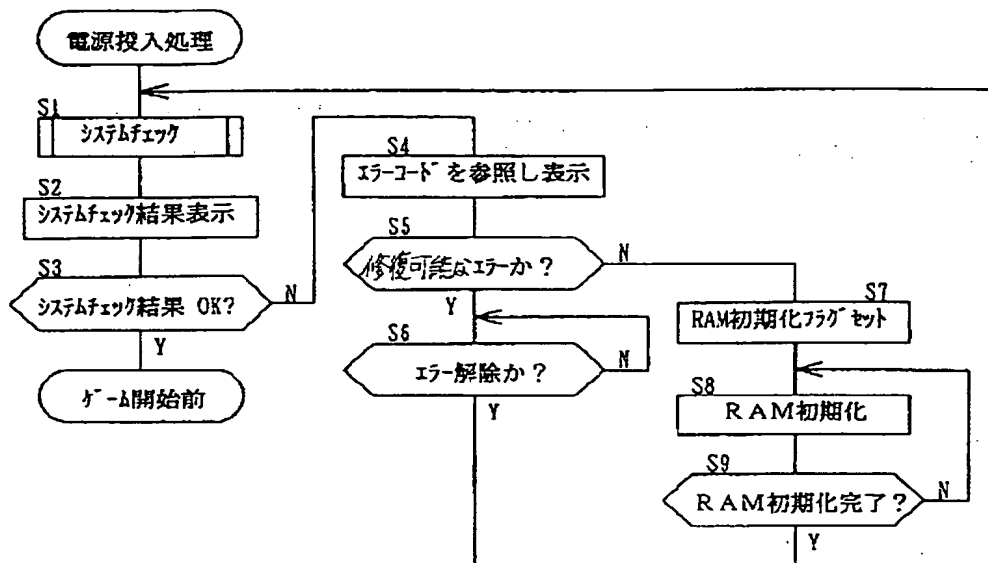 電源投入処理
S1
システムチェック
S2
システムチェック結果表示
S3
システムチェック結果 OK?
N
Y
ゲーム開始前
S4
エラーコードを参照し表示
S5
修復可能なエラーか？
N
Y
S6
エラー解除か？
N
Y
S7
RAM初期化フラグセット
S8
ＲＡＭ初期化
S9
ＲＡＭ初期化完了？
N
Y